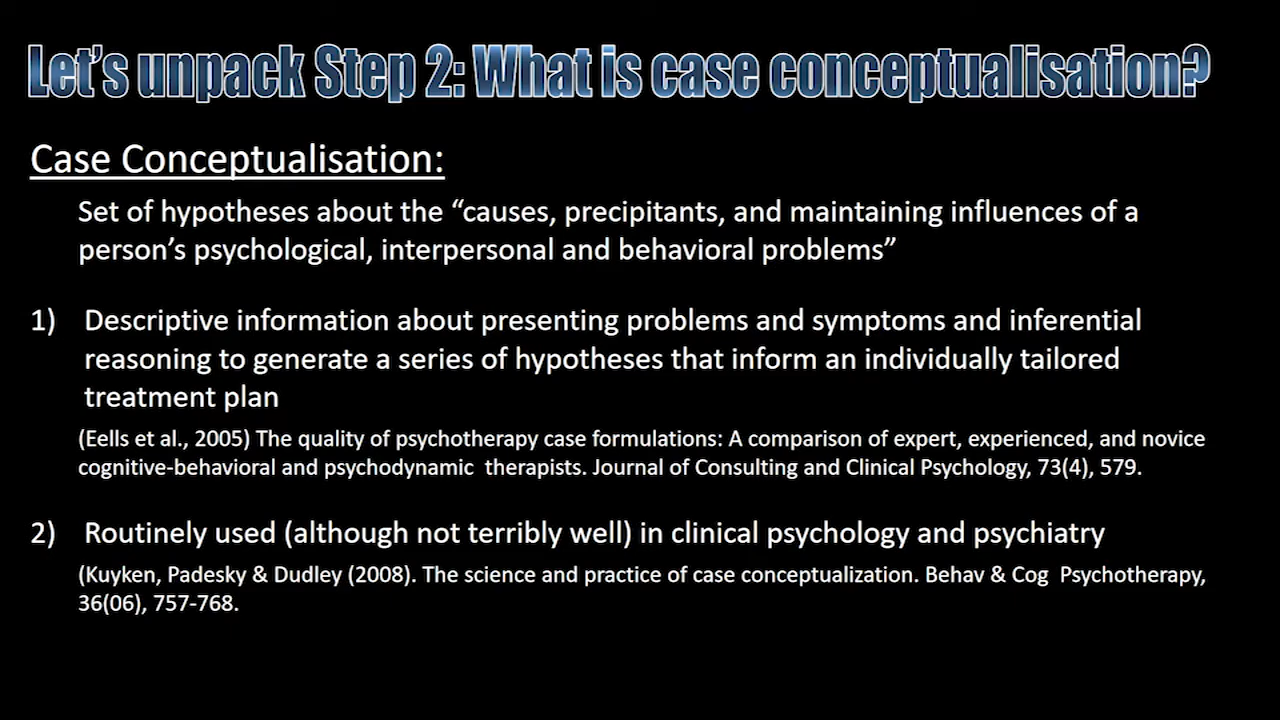 Let's unpack Step 2: What is case conceptualisation?
Case Conceptualisation:
Set of hypotheses about the “causes, precipitants, and maintaining influences of a
person’s psychological, interpersonal and behavioral problems”
1) Descriptive information about presenting problems and symptoms and inferential
reasoning to generate a series of hypotheses that inform an individually tailored
treatment plan
(Eells et al., 2005) The quality of psychotherapy case formulations: A comparison of expert, experienced, and novice
cognitive-behavioral and psychodynamic therapists. Journal of Consulting and Clinical Psychology, 73(4), 579.
2) Routinely used (although not terribly well) in clinical psychology and psychiatry
(Kuyken, Padesky & Dudley (2008). The science and practice of case conceptualization. Behav & Cog Psychotherapy,
36(06), 757-768.